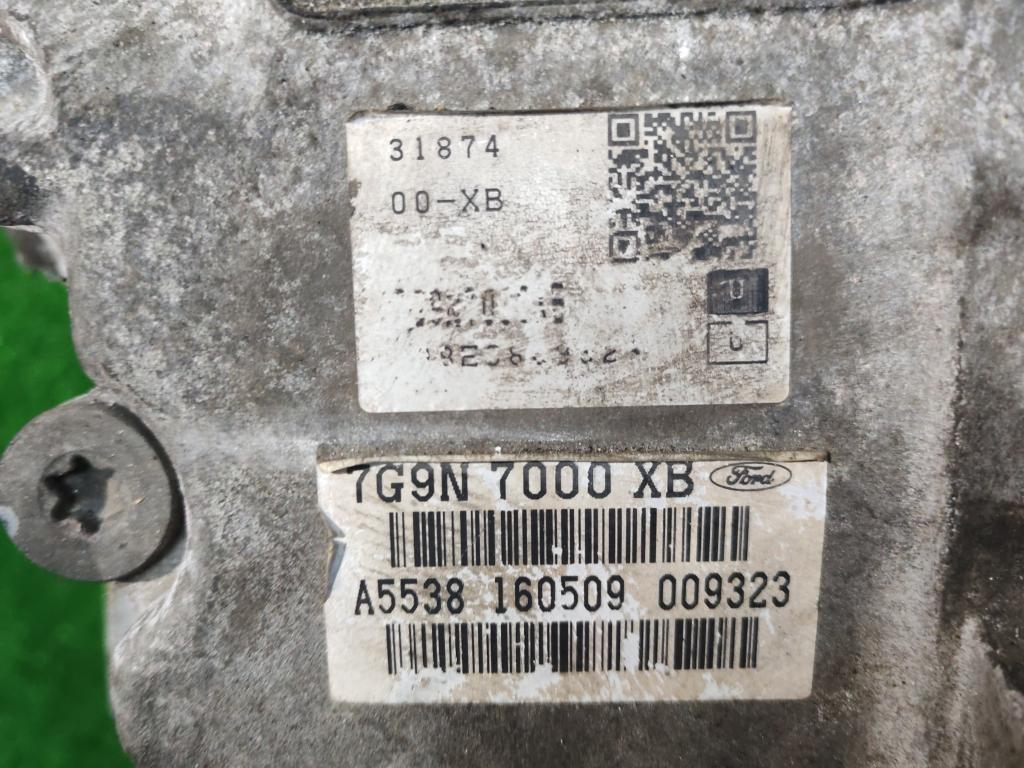 31874
00-XB
U
7G9N 7000 XB Ford
A5538 160509 009323